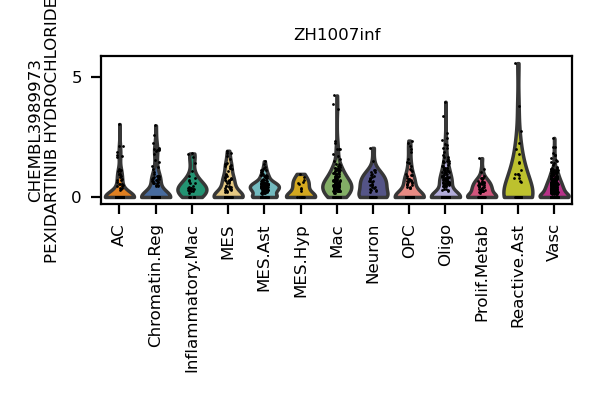 ZH1007inf
CHEMBL3989973
PEXIDARTINIB HYDROCHLORIDE
5
0
AC
Chromatin.Reg
Inflammatory.Mac
MES
MES.Ast
MES.Hyp
Mac
Neuron
OPC
Oligo
Prolif.Metab
Reactive.Ast
Vasc